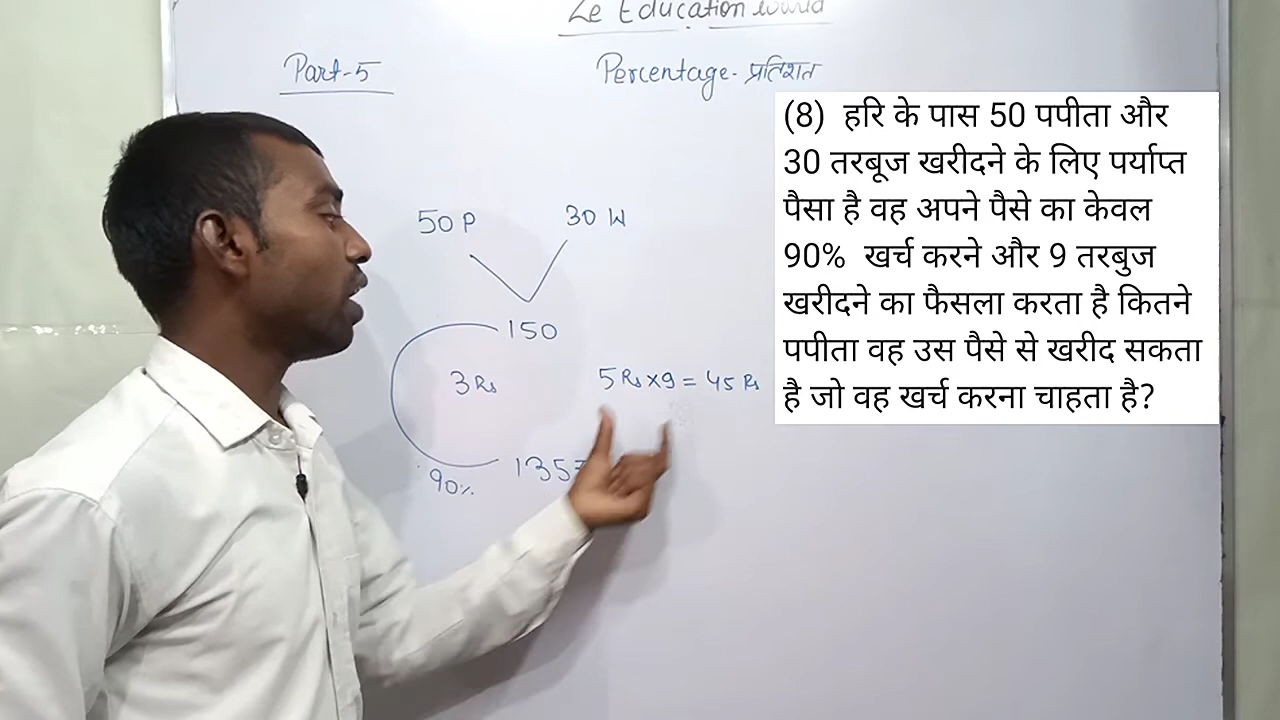 Ze Education world
Part-5
Percentage- प्रतिशत
(8) हरि के पास 50 पपीता और
30 तरबूज खरीदने के लिए पर्याप्त
पैसा है वह अपने पैसे का केवल
90% खर्च करने और 9 तरबुज
खरीदने का फैसला करता है कितने
पपीता वह उस पैसे से खरीद सकता
है जो वह खर्च करना चाहता है?
50 P 30 W
150
3 Rs 5 Rs x9 = 45 Rs
90% 135